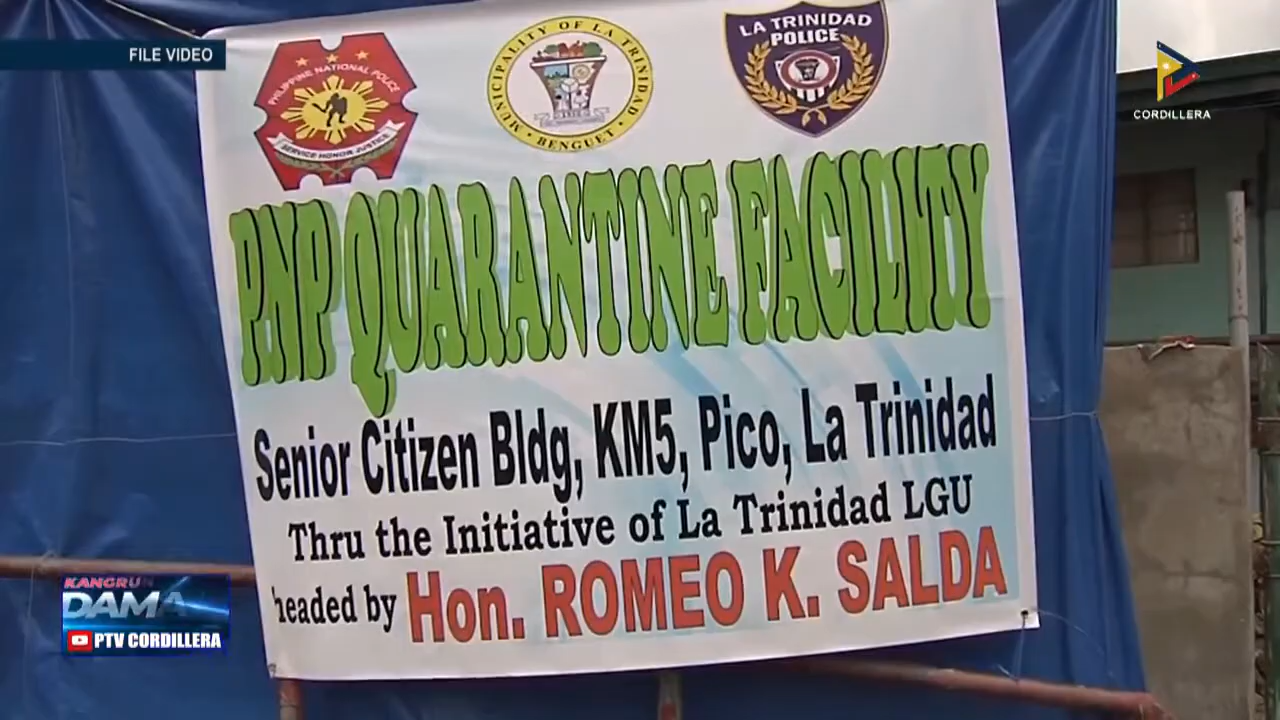 FILE VIDEO
CORDILLERA
PHILIPPINE NATIONAL POLICE
SERVICE HONOR JUSTICE
MUNICIPALITY OF LA TRINIDAD
BENGUET
LA TRINIDAD
POLICE
PNP QUARANTINE FACILITY
Senior Citizen Bldg, KM5, Pico, La Trinidad
Thru the Initiative of La Trinidad LGU
headed by Hon. ROMEO K. SALDA
KANGRUN
DAMA
PTV CORDILLERA